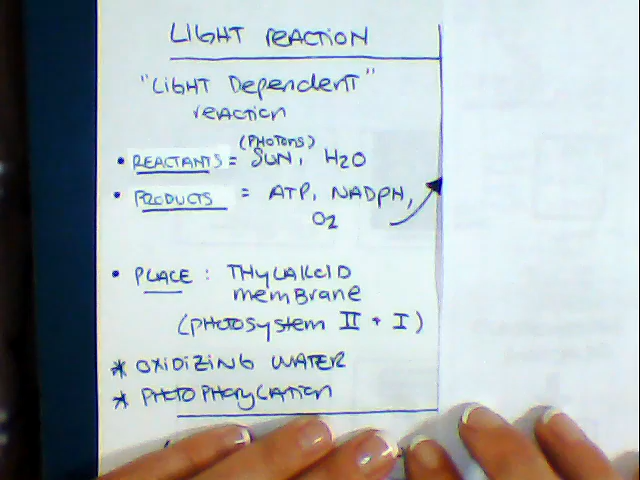 LIGHT REACTION
"LIGHT DEPENDENT"
REACTION
(PHOTONS)
• REACTANTS = SUN, H2O
• PRODUCTS = ATP, NADPH,
O2
• PLACE : THYLAKOID
MEMBRANE
(PHOTOSYSTEM II + I)
* OXIDIZING WATER
* PHOTOPHORYLATION